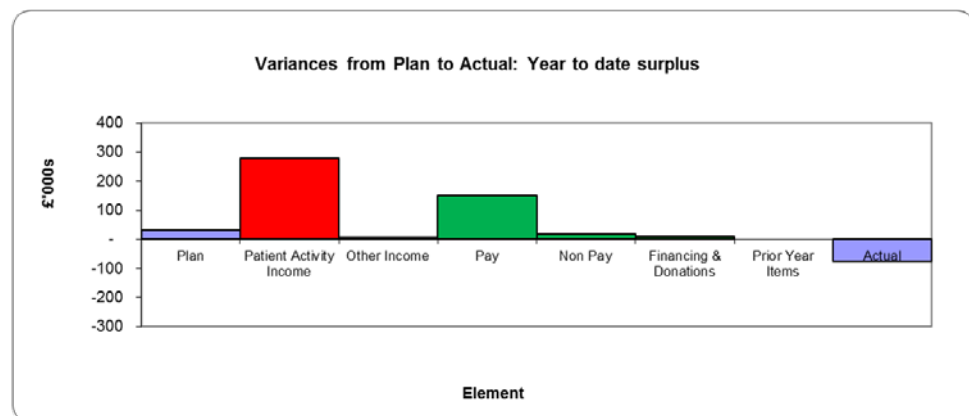 Variances from Plan to Actual: Year to date surplus
£'000s
400
300
200
100
-
-100
-200
-300
Plan
Patient Activity
Income
Other Income
Pay
Non Pay
Financing &
Donations
Prior Year
Items
Actual
Element